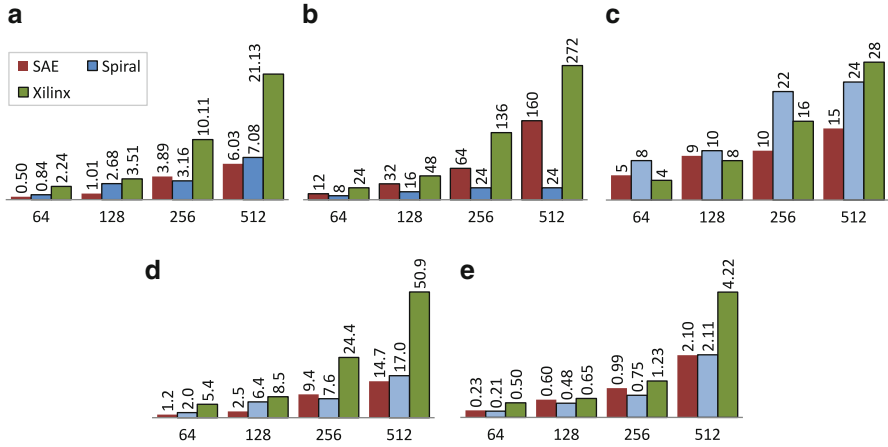 a
SAE Spiral
Xilinx
0.50 0.84 2.24 1.01 2.68 3.51 3.89 3.16 10.11 6.03 7.08 21.13
64 128 256 512
b
12 8 24 32 16 48 64 24 136 160 24 272
64 128 256 512
c
5 8 4 9 10 8 10 22 16 15 24 28
64 128 256 512
d
1.2 2.0 5.4 2.5 6.4 8.5 9.4 7.6 24.4 14.7 17.0 50.9
64 128 256 512
e
0.23 0.21 0.50 0.60 0.48 0.65 0.99 0.75 1.23 2.10 2.11 4.22
64 128 256 512